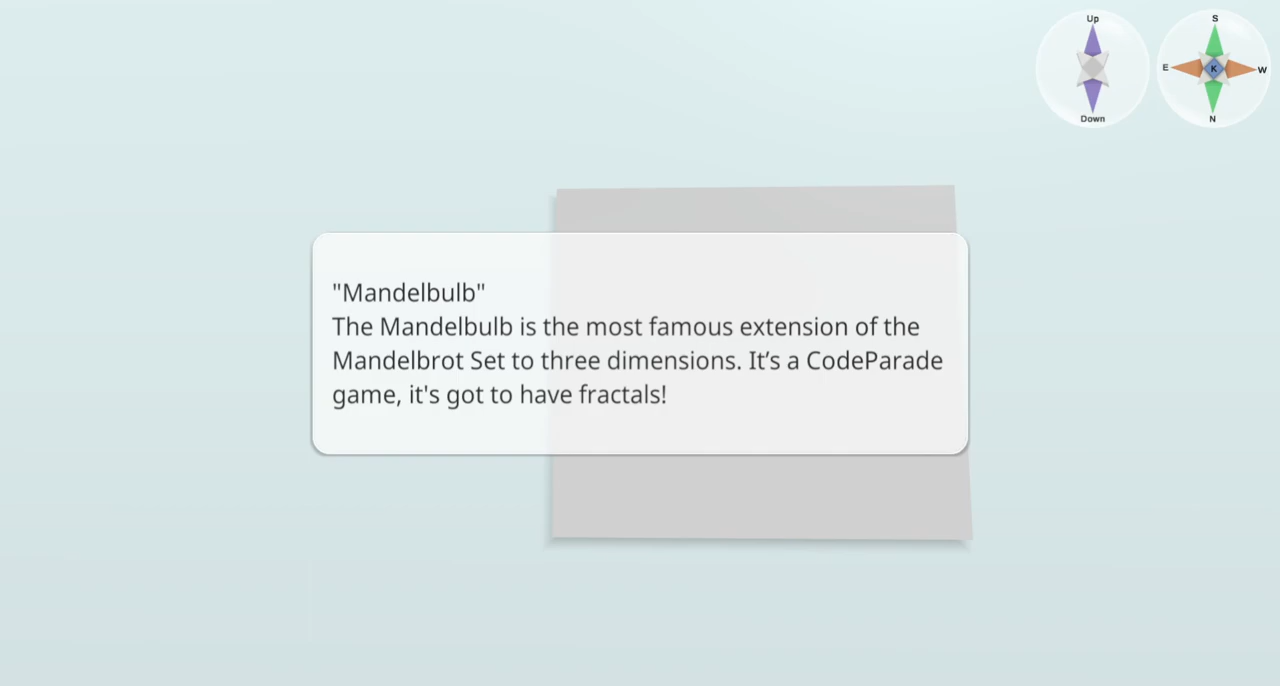 Up
S
E
K
W
Down
N
"Mandelbulb"
The Mandelbulb is the most famous extension of the
Mandelbrot Set to three dimensions. It’s a CodeParade
game, it's got to have fractals!